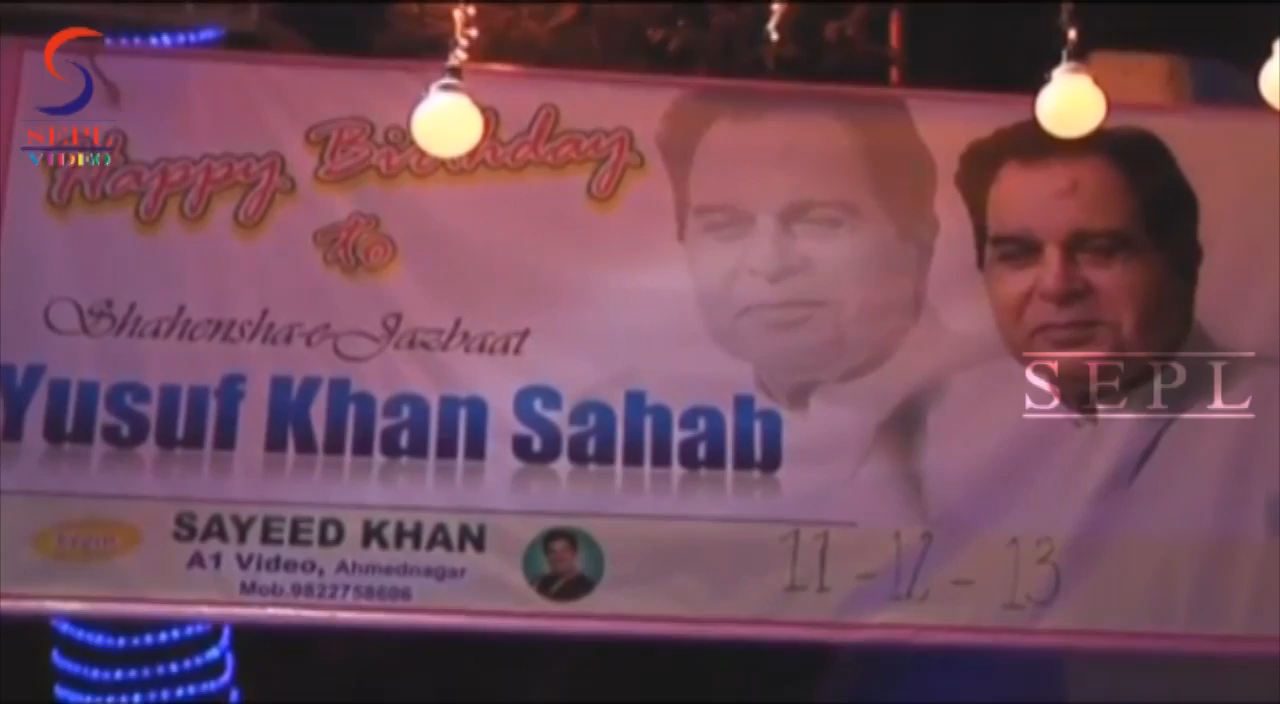 SEPL
VIDEO
Happy Birthday
to
Shahensha-e-Jazbaat
Yusuf Khan Sahab
SEPL
From
SAYEED KHAN
A1 Video, Ahmednagar
Mob.9822758606
11-12-13